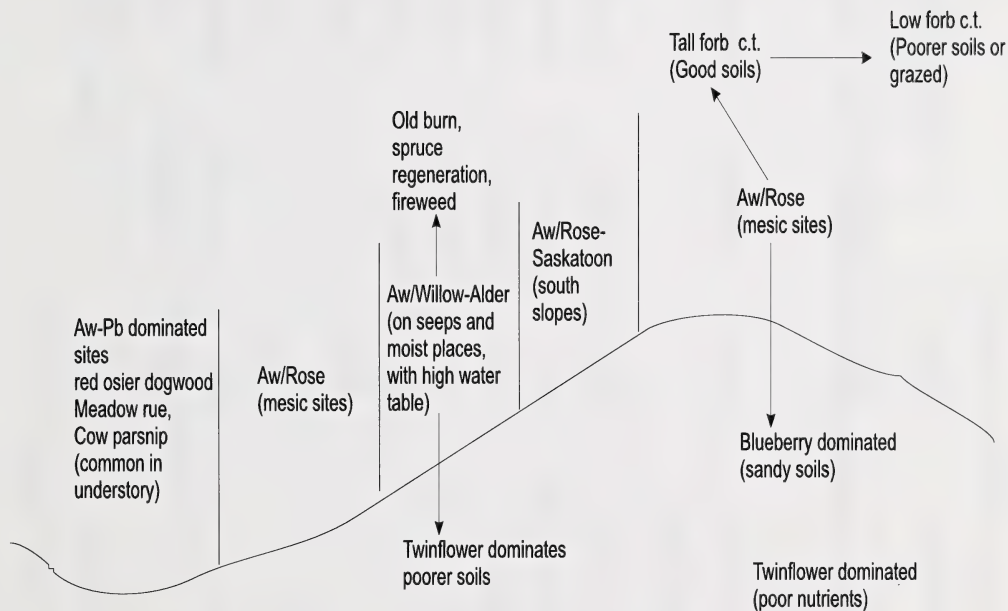 Low forb c.t.
(Poorer soils or
grazed)
Tall forb c.t.
(Good soils)
Old burn,
spruce
regeneration,
fireweed
Aw/Rose
(mesic sites)
Aw/Rose-
Saskatoon
(south
slopes)
Aw/Willow-Alder
(on seeps and
moist places,
with high water
table)
Aw-Pb dominated
sites
red osier dogwood
Meadow rue,
Cow parsnip
(common in
understory)
Aw/Rose
(mesic sites)
Blueberry dominated
(sandy soils)
Twinflower dominates
poorer soils
Twinflower dominated
(poor nutrients)